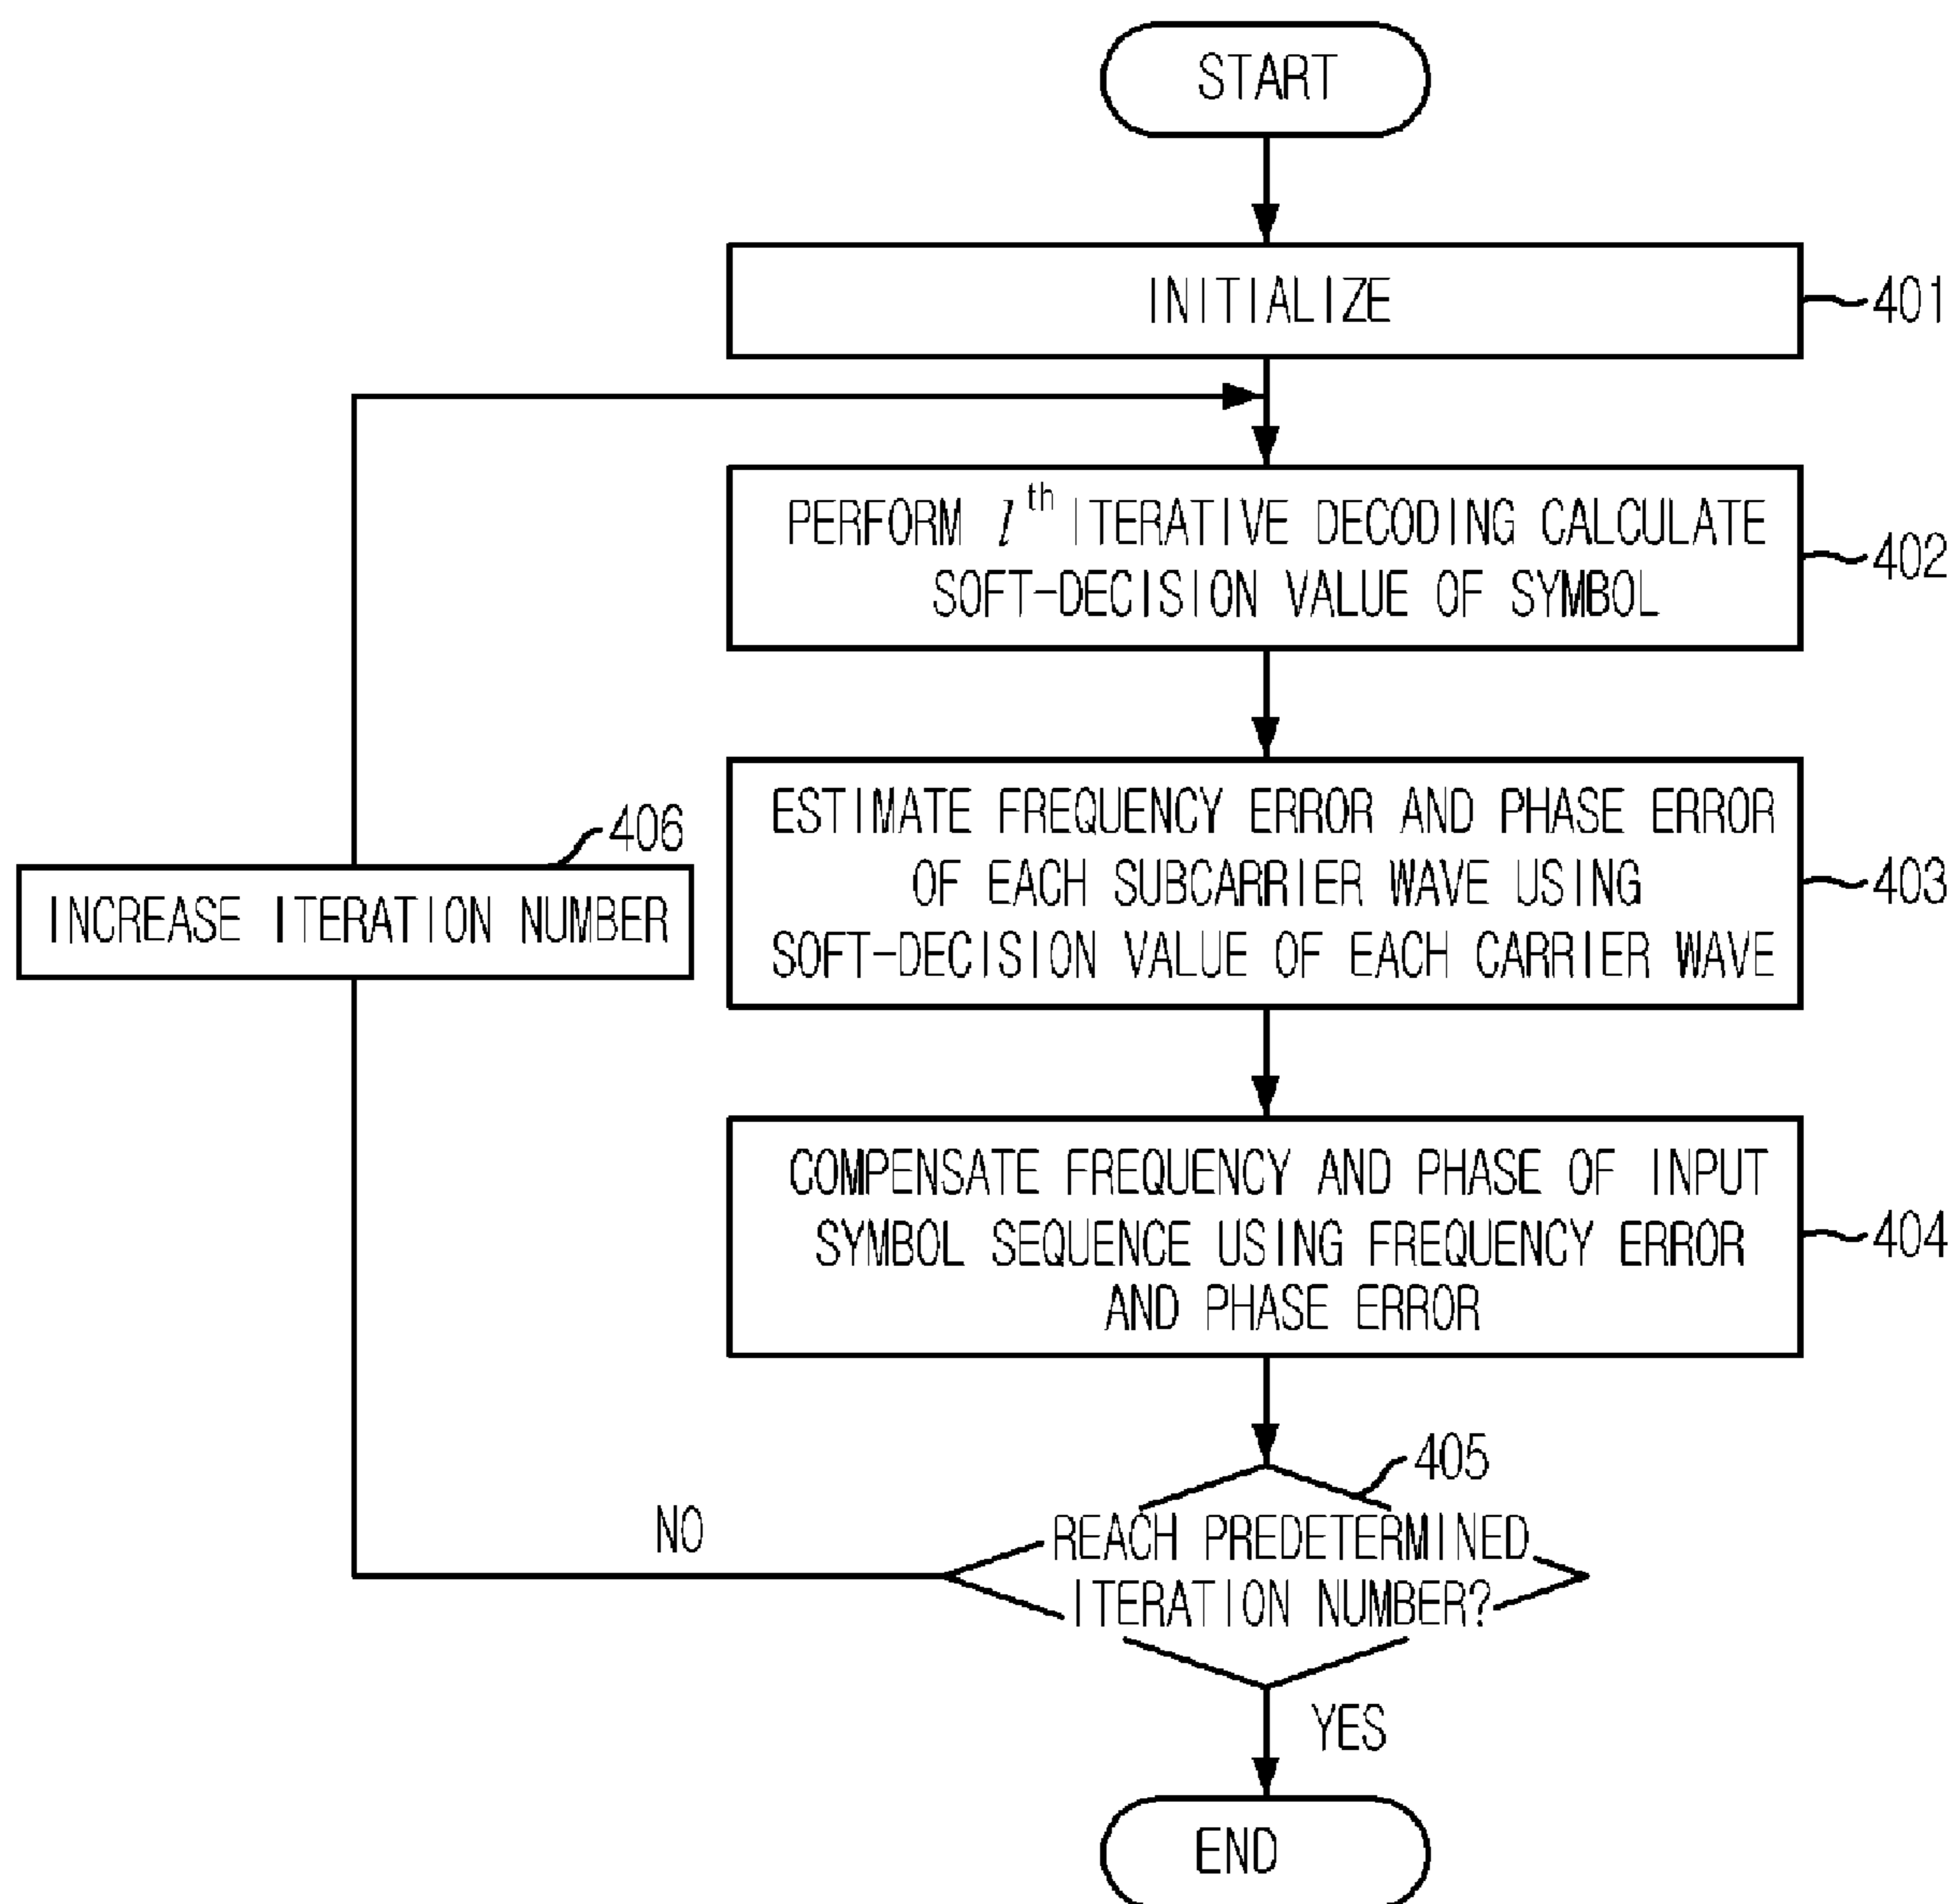 START
INITIALIZE
401
PERFORM lth ITERATIVE DECODING CALCULATE
SOFT-DECISION VALUE OF SYMBOL
402
ESTIMATE FREQUENCY ERROR AND PHASE ERROR
OF EACH SUBCARRIER WAVE USING
SOFT-DECISION VALUE OF EACH CARRIER WAVE
403
406
INCREASE ITERATION NUMBER
COMPENSATE FREQUENCY AND PHASE OF INPUT
SYMBOL SEQUENCE USING FREQUENCY ERROR
AND PHASE ERROR
404
405
REACH PREDETERMINED
ITERATION NUMBER?
NO
YES
END